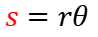 s = rθ